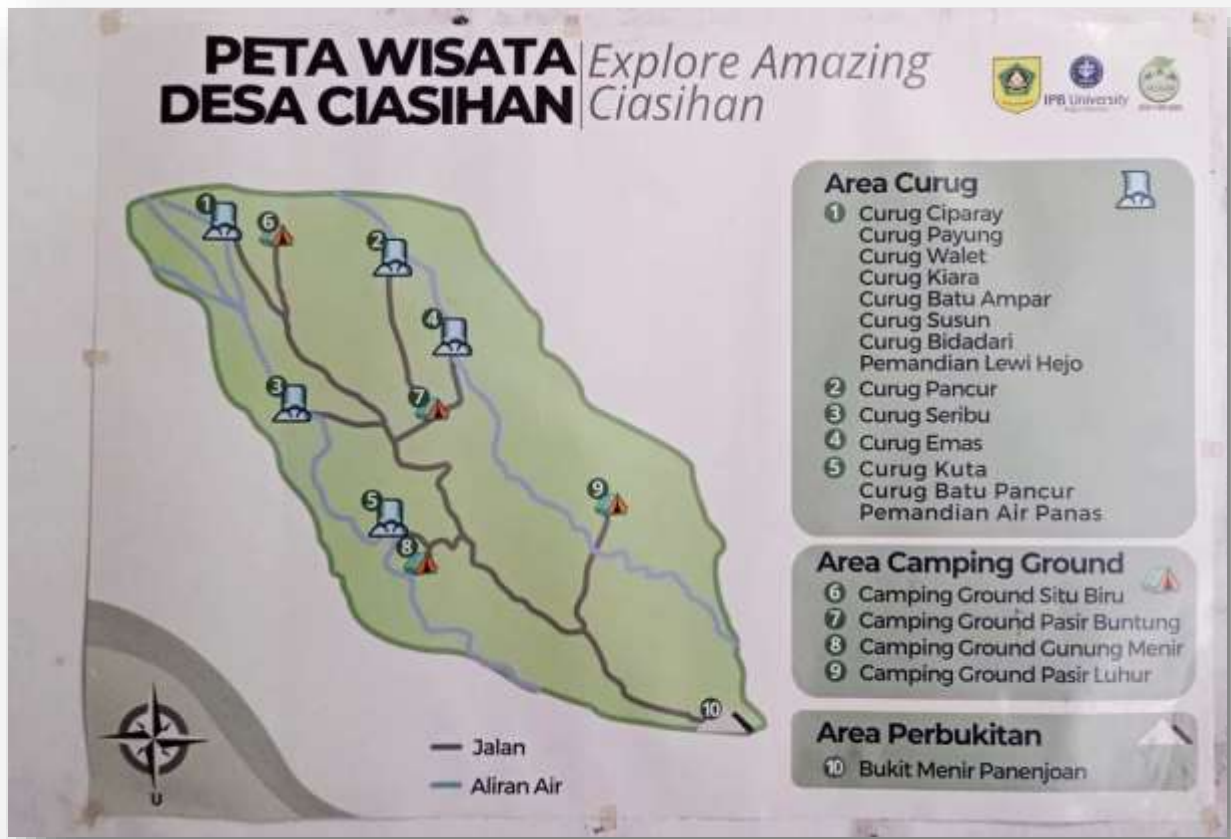 PETA WISATA
DESA CIASIHAN
Explore Amazing
Ciasihan
IPB University
1
6
2
4
3
7
5
9
8
10
Area Curug
1 Curug Ciparay
Curug Payung
Curug Walet
Curug Kiara
Curug Batu Ampar
Curug Susun
Curug Bidadari
Pemandian Lewi Hejo
2 Curug Pancur
3 Curug Seribu
4 Curug Emas
5 Curug Kuta
Curug Batu Pancur
Pemandian Air Panas
Area Camping Ground
6 Camping Ground Situ Biru
7 Camping Ground Pasir Buntung
8 Camping Ground Gunung Menir
9 Camping Ground Pasir Luhur
Area Perbukitan
10 Bukit Menir Panenjoan
Jalan
Aliran Air
U